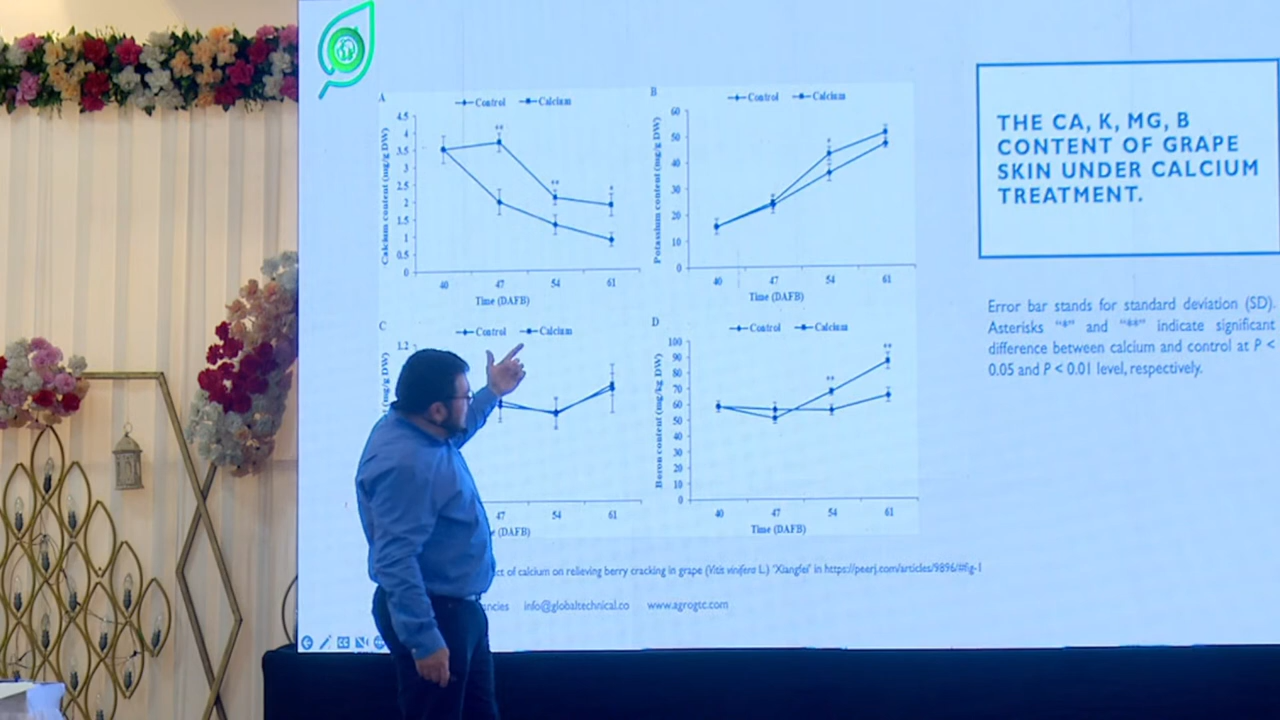 THE CA, K, MG, B
CONTENT OF GRAPE
SKIN UNDER CALCIUM
TREATMENT.
Error bar stands for standard deviation (SD).
Asterisks “*” and “**” indicate significant
difference between calcium and control at P <
0.05 and P < 0.01 level, respectively.
A
Control Calcium
Calcium content (mg/g DW)
4.5
4
3.5
3
2.5
2
1.5
1
0.5
0
**
**
*
40 47 54 61
Time (DAFB)
B
Control Calcium
Potassium content (mg/g DW)
60
50
40
30
20
10
0
*
40 47 54 61
Time (DAFB)
C
Control Calcium
(mg/g DW)
1.2
47 54 61
(DAFB)
D
Control Calcium
Boron content (mg/kg DW)
100
90
80
70
60
50
40
30
20
10
0
**
**
40 47 54 61
Time (DAFB)
of calcium on relieving berry cracking in grape (Vitis vinifera L.) ‘Xiangfei’ in https://peerj.com/articles/9896/#fig-1
info@globaltechnical.co www.agrogtc.com